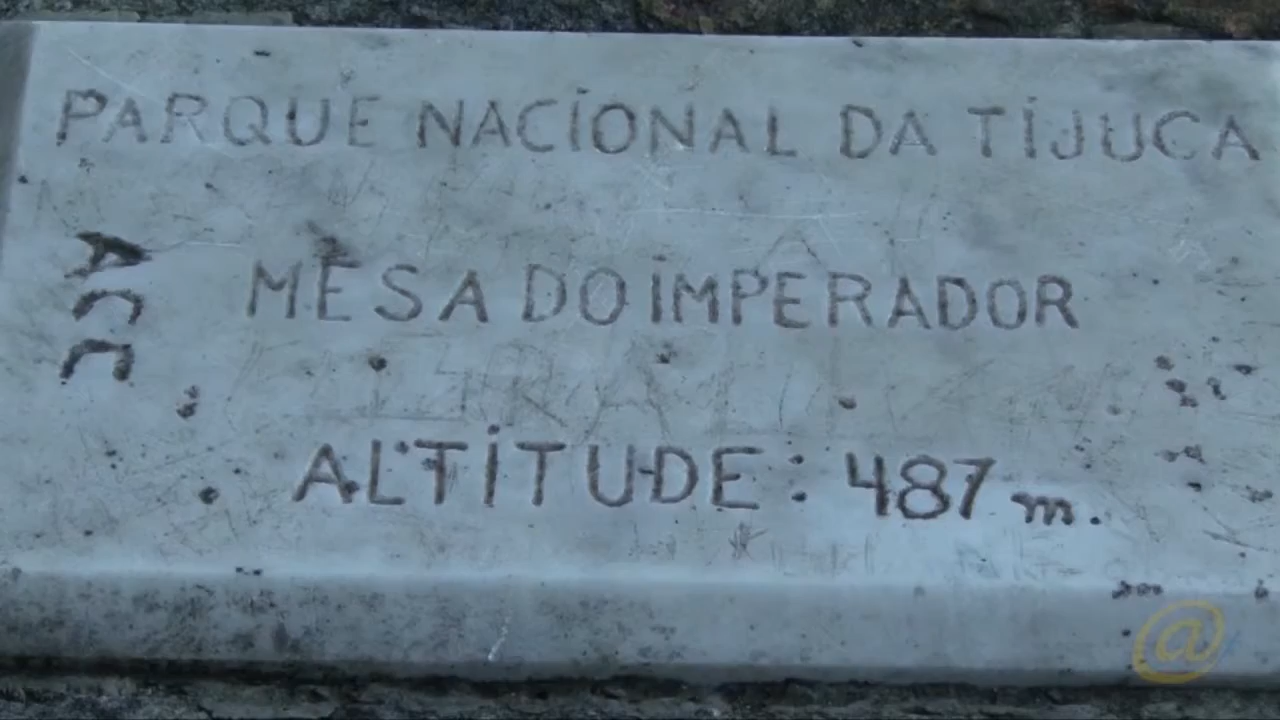 PARQUE NACIONAL DA TIJUCA
MESA DO IMPERADOR
ALTITUDE: 487 m.
@